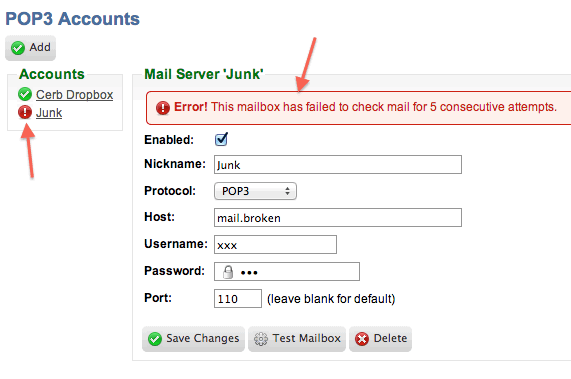 POP3 Accounts
Add
Accounts
Cerb Dropbox
Junk
Mail Server 'Junk'
Error! This mailbox has failed to check mail for 5 consecutive attempts.
Enabled:
Nickname: Junk
Protocol: POP3
Host: mail.broken
Username: xxx
Password: •••
Port: 110 (leave blank for default)
Save Changes Test Mailbox Delete